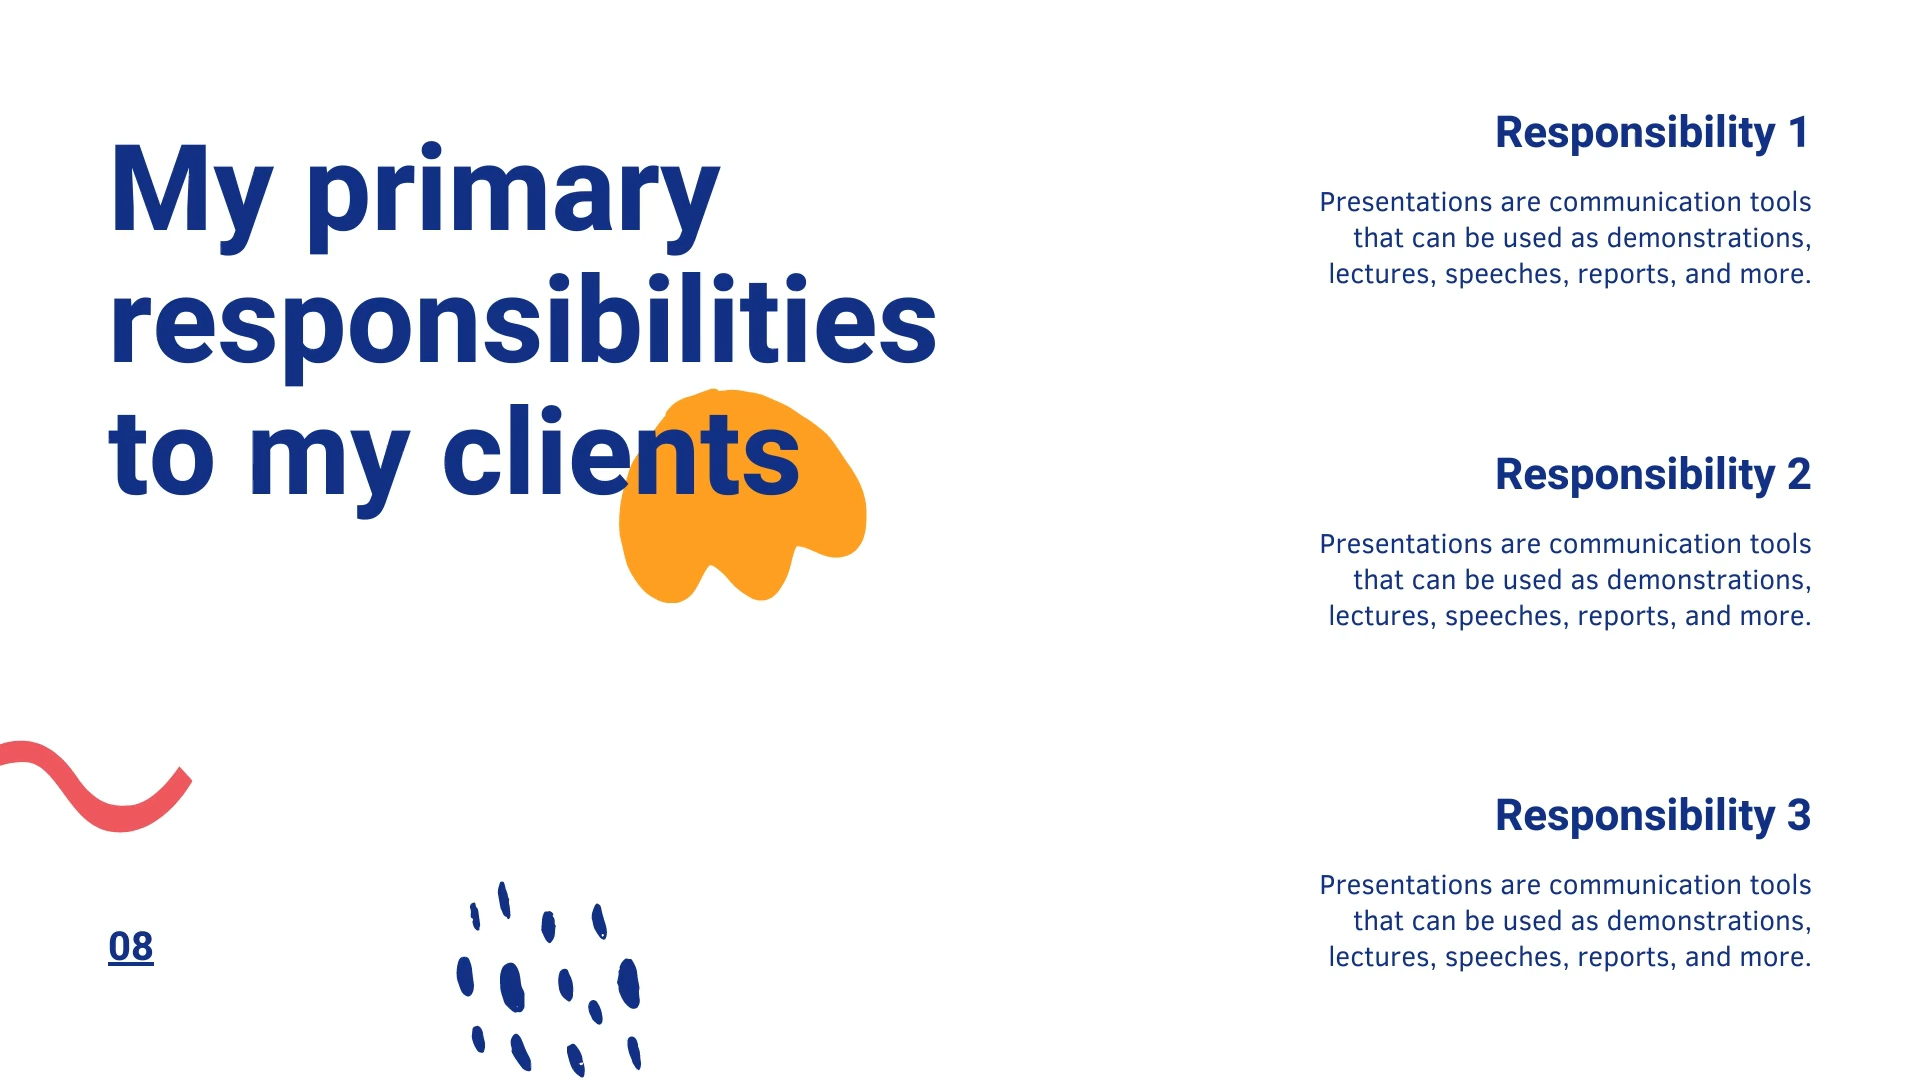 My primary
responsibilities
to my clients
Responsibility 1
Presentations are communication tools
that can be used as demonstrations,
lectures, speeches, reports, and more.
Responsibility 2
Presentations are communication tools
that can be used as demonstrations,
lectures, speeches, reports, and more.
Responsibility 3
Presentations are communication tools
that can be used as demonstrations,
lectures, speeches, reports, and more.
08